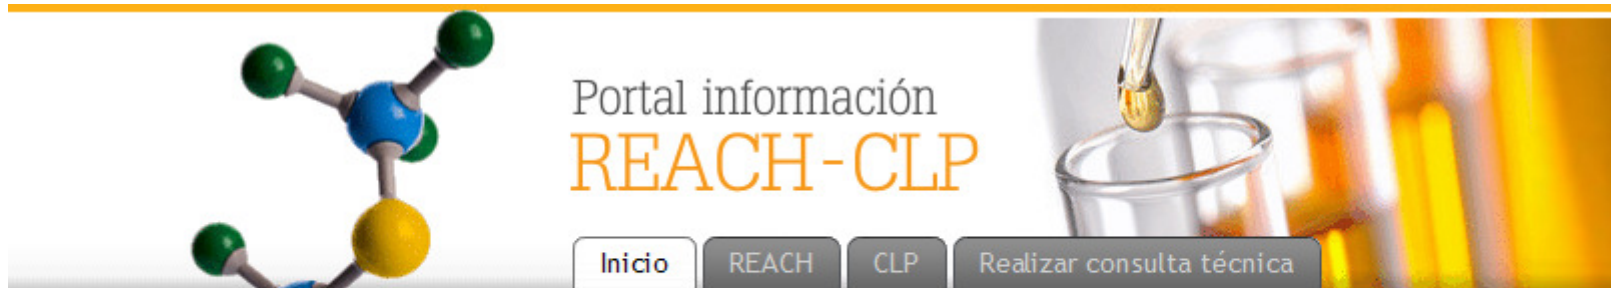 Portal información
REACH-CLP
Inicio REACH CLP Realizar consulta técnica